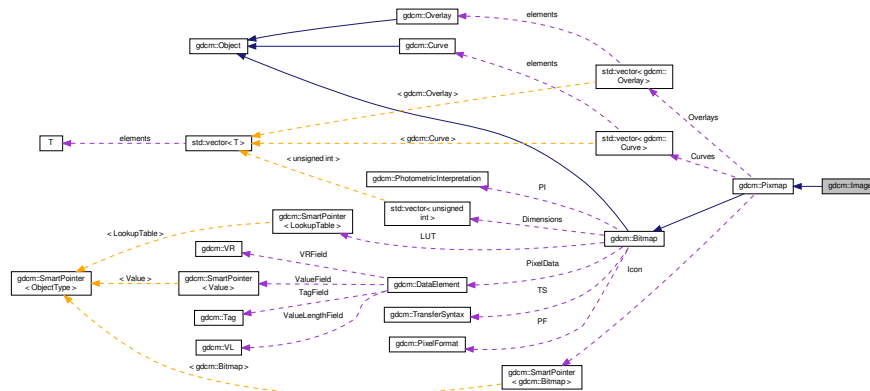 gdcm::Overlay
elements
gdcm::Object
gdcm::Curve
elements
std::vector< gdcm::
Overlay >
< gdcm::Overlay >
Overlays
T
elements
std::vector< T >
< gdcm::Curve >
std::vector< gdcm::
Curve >
Curves
< unsigned int >
gdcm::PhotometricInterpretation
PI
gdcm::Pixmap
gdcm::Image
std::vector< unsigned
int >
Dimensions
gdcm::SmartPointer
< LookupTable >
LUT
gdcm::Bitmap
< LookupTable >
gdcm::VR
VRField
PixelData
Icon
gdcm::SmartPointer
< ObjectType >
< Value >
gdcm::SmartPointer
< Value >
ValueField
gdcm::DataElement
TagField
TS
gdcm::Tag
ValueLengthField
gdcm::TransferSyntax
PF
gdcm::VL
gdcm::PixelFormat
< gdcm::Bitmap >
gdcm::SmartPointer
< gdcm::Bitmap >